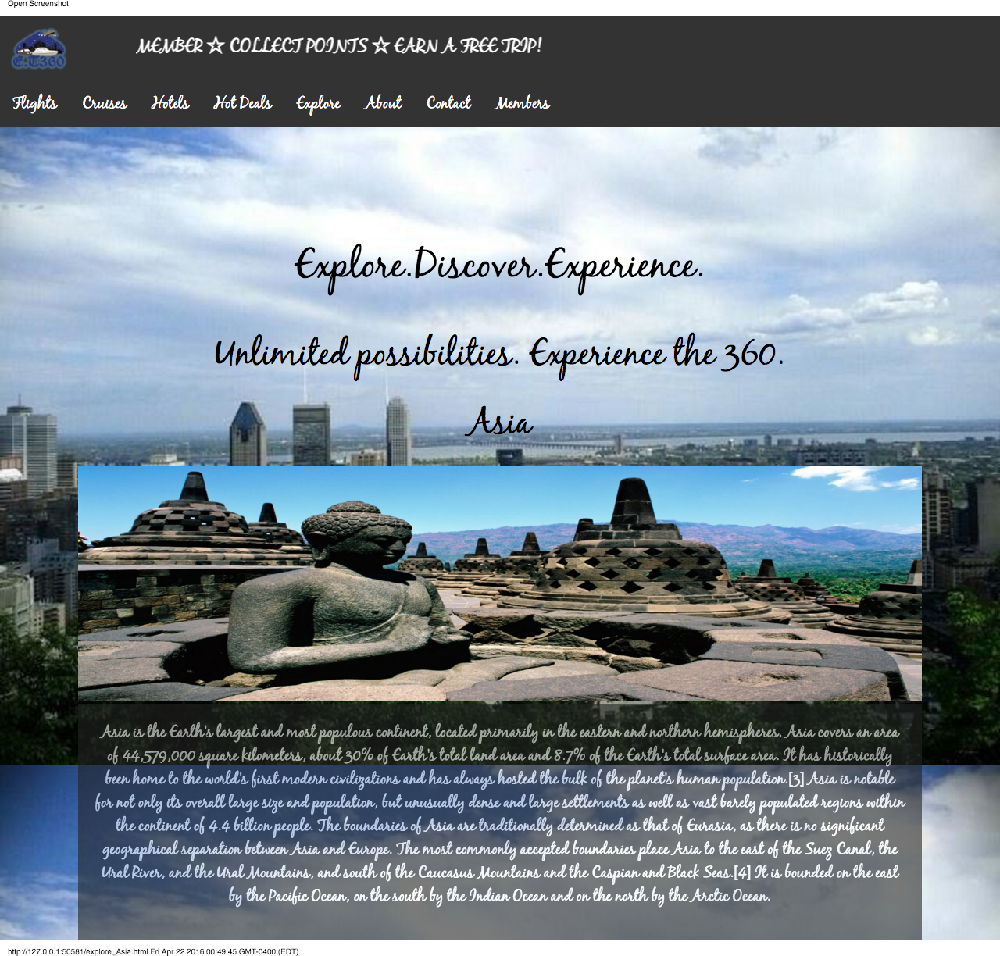 Open Screenshot
E.T360
MEMBER ☆ COLLECT POINTS ☆ EARN A FREE TRIP!
Flights Cruises Hotels Hot Deals Explore About Contact Members
Explore.Discover.Experience.
Unlimited possibilities. Experience the 360.
Asia
Asia is the Earth's largest and most populous continent, located primarily in the eastern and northern hemispheres. Asia covers an area
of 44,579,000 square kilometers, about 30% of Earth's total land area and 8.7% of the Earth's total surface area. It has historically
been home to the world's first modern civilizations and has always hosted the bulk of the planet's human population.[3] Asia is notable
for not only its overall large size and population, but unusually dense and large settlements as well as vast barely populated regions within
the continent of 4.4 billion people. The boundaries of Asia are traditionally determined as that of Eurasia, as there is no significant
geographical separation between Asia and Europe. The most commonly accepted boundaries place Asia to the east of the Suez Canal, the
Ural River, and the Ural Mountains, and south of the Caucasus Mountains and the Caspian and Black Seas.[4] It is bounded on the east
by the Pacific Ocean, on the south by the Indian Ocean and on the north by the Arctic Ocean.
http://127.0.0.1:50581/explore_Asia.html Fri Apr 22 2016 00:49:45 GMT-0400 (EDT)